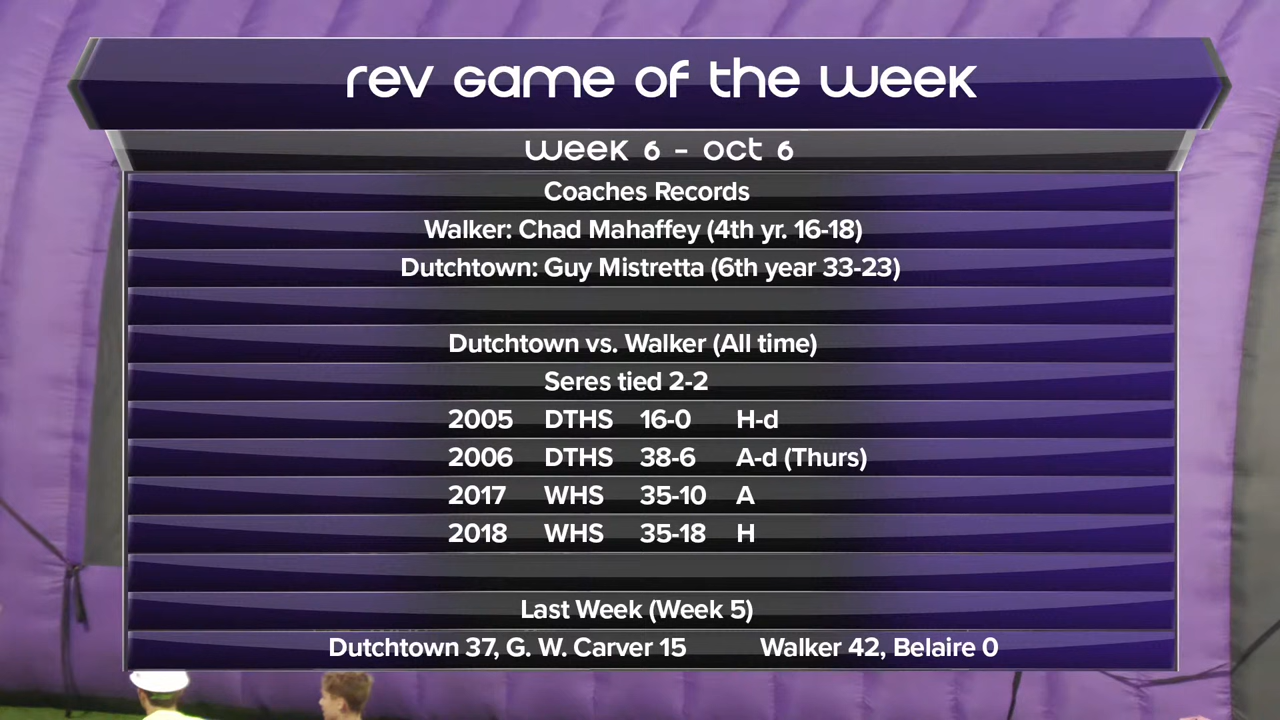 rev game of the week
week 6 - oct 6
Coaches Records
Walker: Chad Mahaffey (4th yr. 16-18)
Dutchtown: Guy Mistretta (6th year 33-23)
Dutchtown vs. Walker (All time)
Seres tied 2-2
2005 DTHS 16-0 H-d
2006 DTHS 38-6 A-d (Thurs)
2017 WHS 35-10 A
2018 WHS 35-18 H
Last Week (Week 5)
Dutchtown 37, G. W. Carver 15 Walker 42, Belaire 0